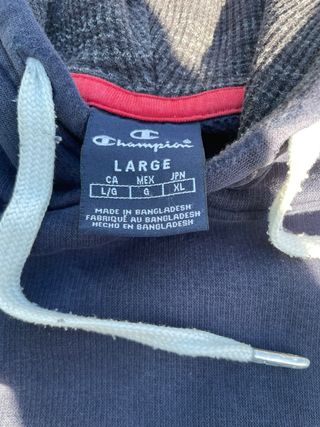 Champion
LARGE
CA MEX JPN
L/G G XL
MADE IN BANGLADESH
FABRIQUÉ AU BANGLADESH
HECHO EN BANGLADESH